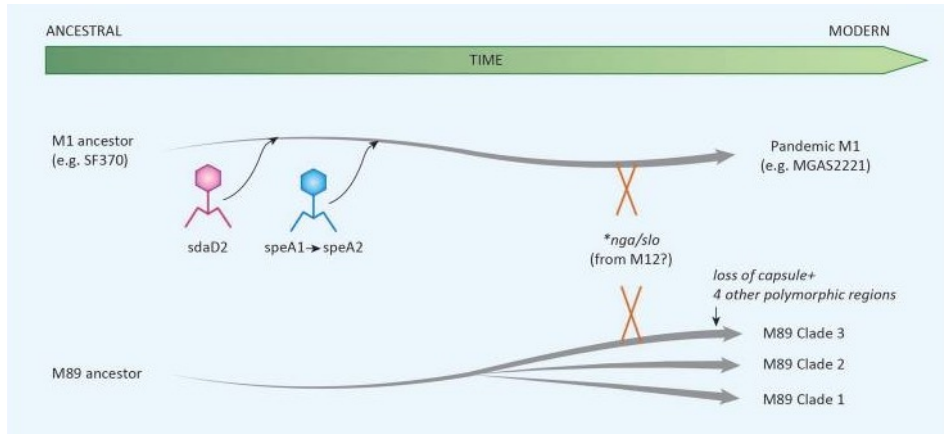 ANCESTRAL
MODERN
TIME
M1 ancestor
(e.g. SF370)
Pandemic M1
(e.g. MGAS2221)
sdaD2
speA1→speA2
*nga/slo
(from M12?)
loss of capsule+
4 other polymorphic regions
M89 Clade 3
M89 ancestor
M89 Clade 2
M89 Clade 1